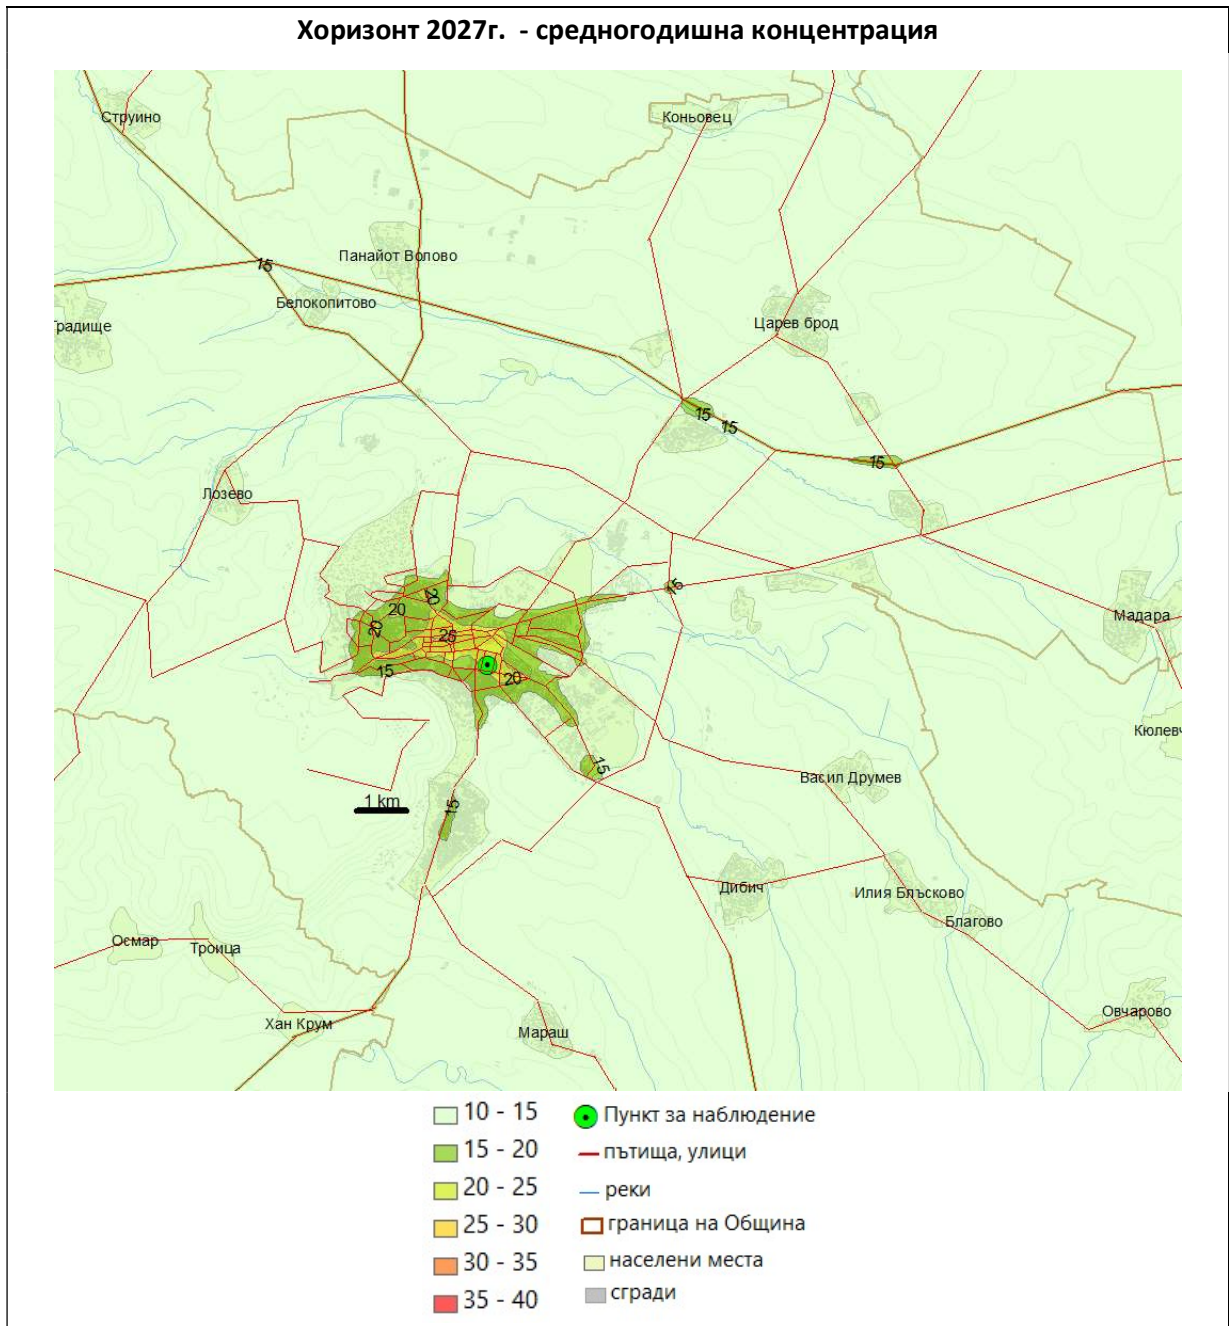 Хоризонт 2027г. - средногодишна концентрация
Струино
Коньовец
Панайот Волово
15
Белокопитово
Градище
Царев брод
15
15
15
Лозево
15
20
20
20
25
Мадара
15
20
Кюлевч
15
Васил Друмев
1 km
15
Дибич
Илия Блъсково
Благово
Осмар
Троица
Овчарово
Хан Крум
Мараш
10 - 15
Пункт за наблюдение
15 - 20
пътища, улици
20 - 25
реки
25 - 30
граница на Община
30 - 35
населени места
35 - 40
сгради